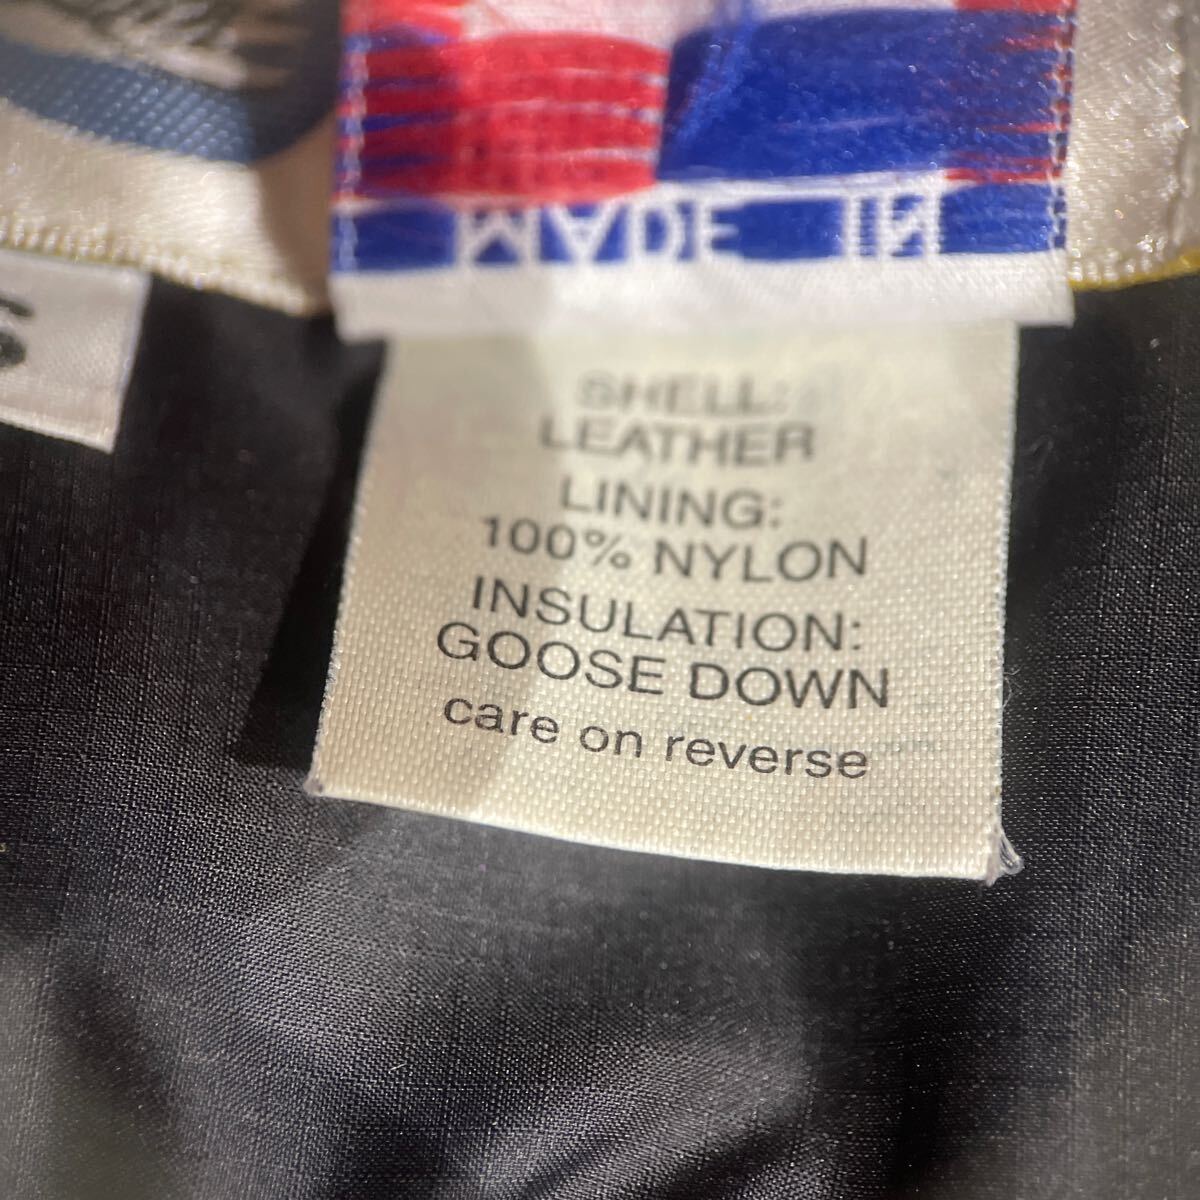 MADE IN
SHELL:
LEATHER
LINING:
100% NYLON
INSULATION:
GOOSE DOWN
care on reverse